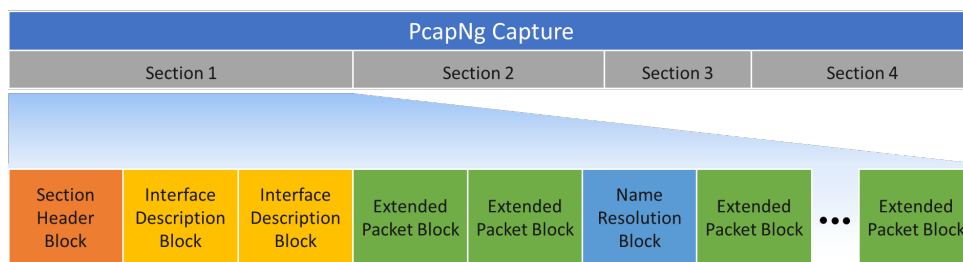 PcapNg Capture
Section 1
Section 2
Section 3
Section 4
Section
Header
Block
Interface
Description
Block
Interface
Description
Block
Extended
Packet Block
Extended
Packet Block
Name
Resolution
Block
Extended
Packet Block
•••
Extended
Packet Block